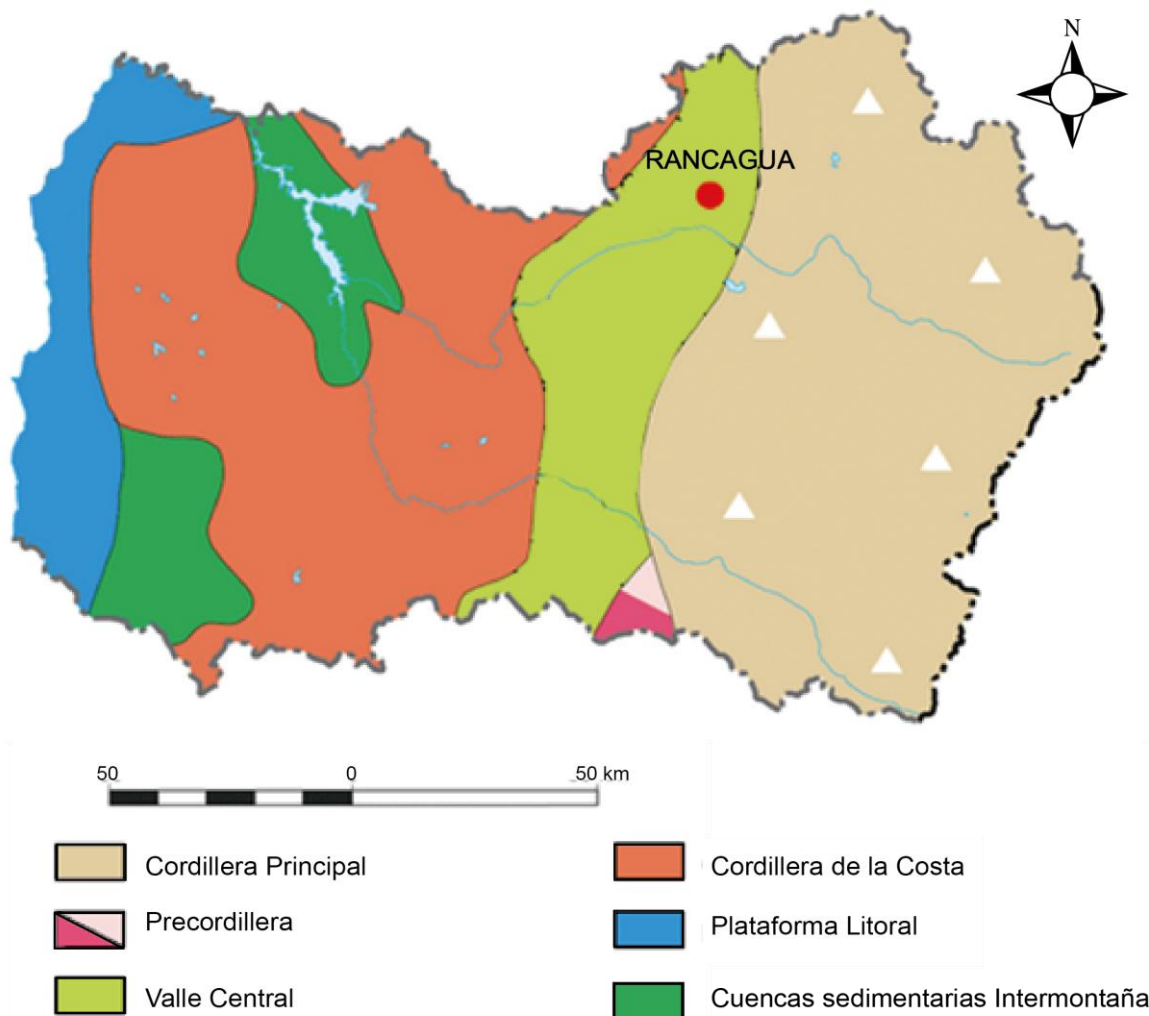 N
RANCAGUA
50 0 50 km
Cordillera Principal
Cordillera de la Costa
Precordillera
Plataforma Litoral
Valle Central
Cuencas sedimentarias Intermontaña